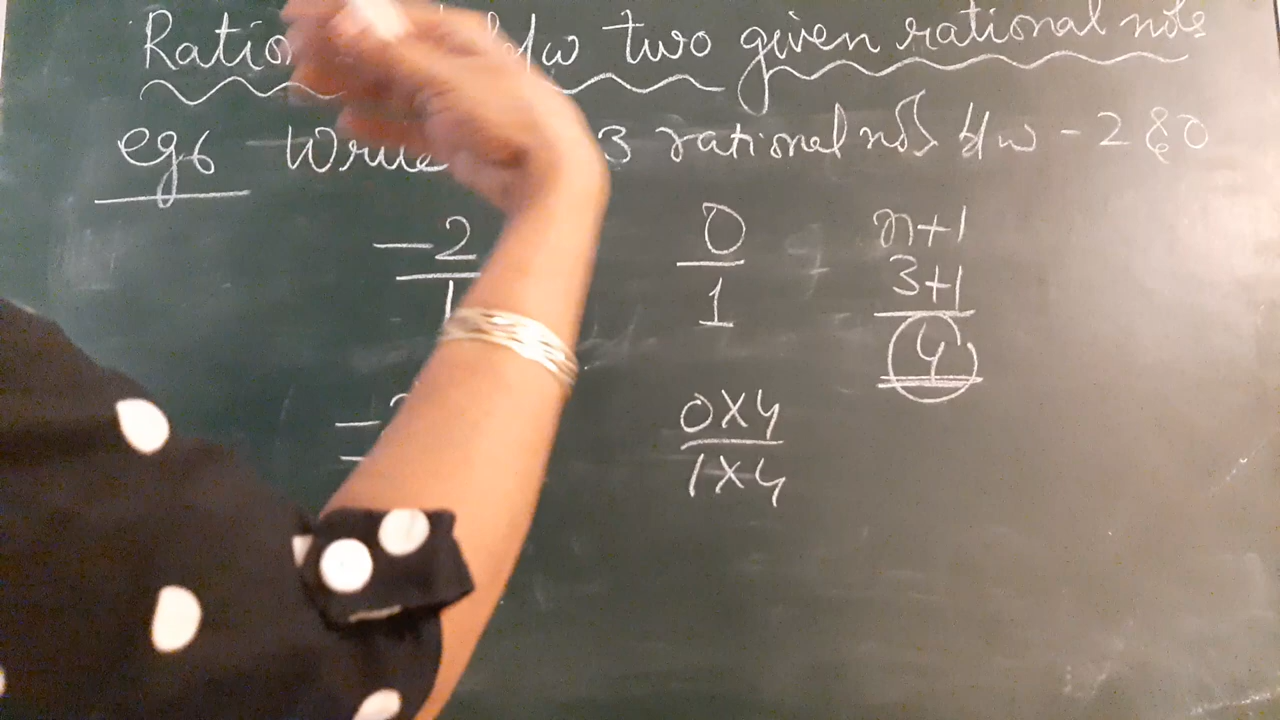 Ratio b/w two given rational nos
eg6 Write 3 rational nos b/w -2 & 0
-2 0 n+1
1 1 3+1
4
0X4
1X4